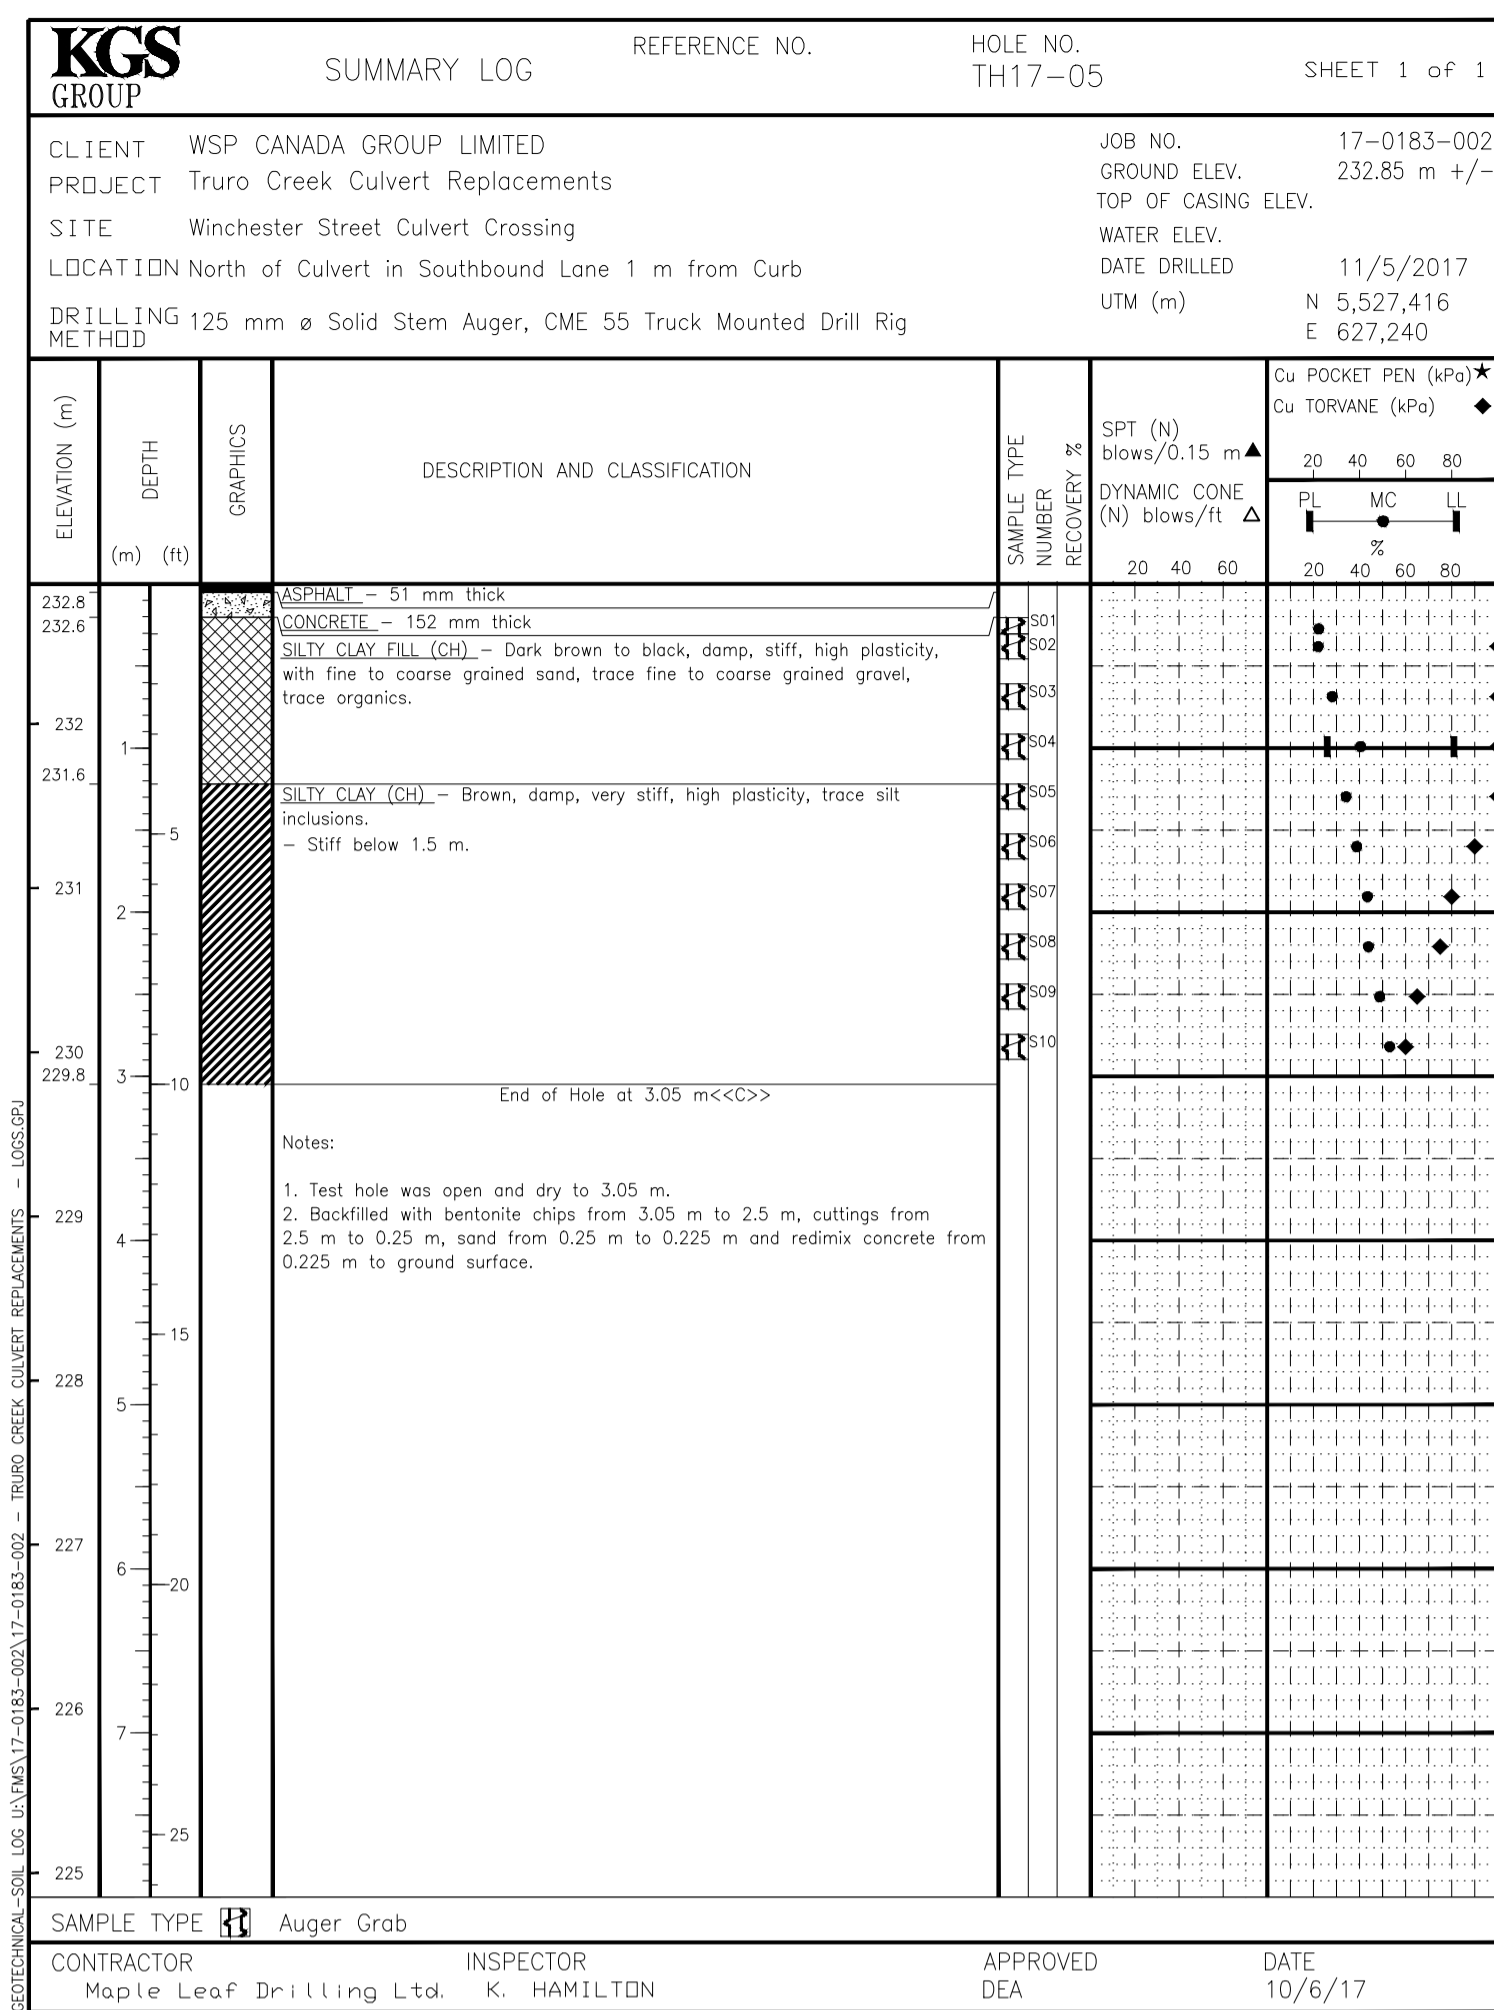 KGS
GROUP
SUMMARY LOG
REFERENCE NO.
HOLE NO.
TH17-05
SHEET 1 of 1
CLIENT WSP CANADA GROUP LIMITED
PROJECT Truro Creek Culvert Replacements
SITE Winchester Street Culvert Crossing
LOCATION North of Culvert in Southbound Lane 1 m from Curb
DRILLING METHOD 125 mm ø Solid Stem Auger, CME 55 Truck Mounted Drill Rig
JOB NO. 17-0183-002
GROUND ELEV. 232.85 m +/-
TOP OF CASING ELEV.
WATER ELEV.
DATE DRILLED 11/5/2017
UTM (m) N 5,527,416
E 627,240
ELEVATION (m)
DEPTH
(m) (ft)
GRAPHICS
DESCRIPTION AND CLASSIFICATION
SAMPLE TYPE
NUMBER
RECOVERY %
SPT (N)
blows/0.15 m ▲
DYNAMIC CONE
(N) blows/ft △
20 40 60
Cu POCKET PEN (kPa) ★
Cu TORVANE (kPa) ◆
20 40 60 80
PL MC LL
%
20 40 60 80
232.8
232.6
232
231.6
231
230
229.8
229
228
227
226
225
1
2
3
4
5
6
7
5
10
15
20
25
ASPHALT - 51 mm thick
CONCRETE - 152 mm thick
SILTY CLAY FILL (CH) - Dark brown to black, damp, stiff, high plasticity,
with fine to coarse grained sand, trace fine to coarse grained gravel,
trace organics.
SILTY CLAY (CH) - Brown, damp, very stiff, high plasticity, trace silt
inclusions.
- Stiff below 1.5 m.
End of Hole at 3.05 m<<C>>
Notes:
1. Test hole was open and dry to 3.05 m.
2. Backfilled with bentonite chips from 3.05 m to 2.5 m, cuttings from
2.5 m to 0.25 m, sand from 0.25 m to 0.225 m and redimix concrete from
0.225 m to ground surface.
S01
S02
S03
S04
S05
S06
S07
S08
S09
S10
GEOTECHNICAL-SOIL LOG U:\FMS\17-0183-002\17-0183-002 - TRURO CREEK CULVERT REPLACEMENTS - LOGS.GPJ
SAMPLE TYPE Auger Grab
CONTRACTOR
Maple Leaf Drilling Ltd.
INSPECTOR
K. HAMILTON
APPROVED
DEA
DATE
10/6/17